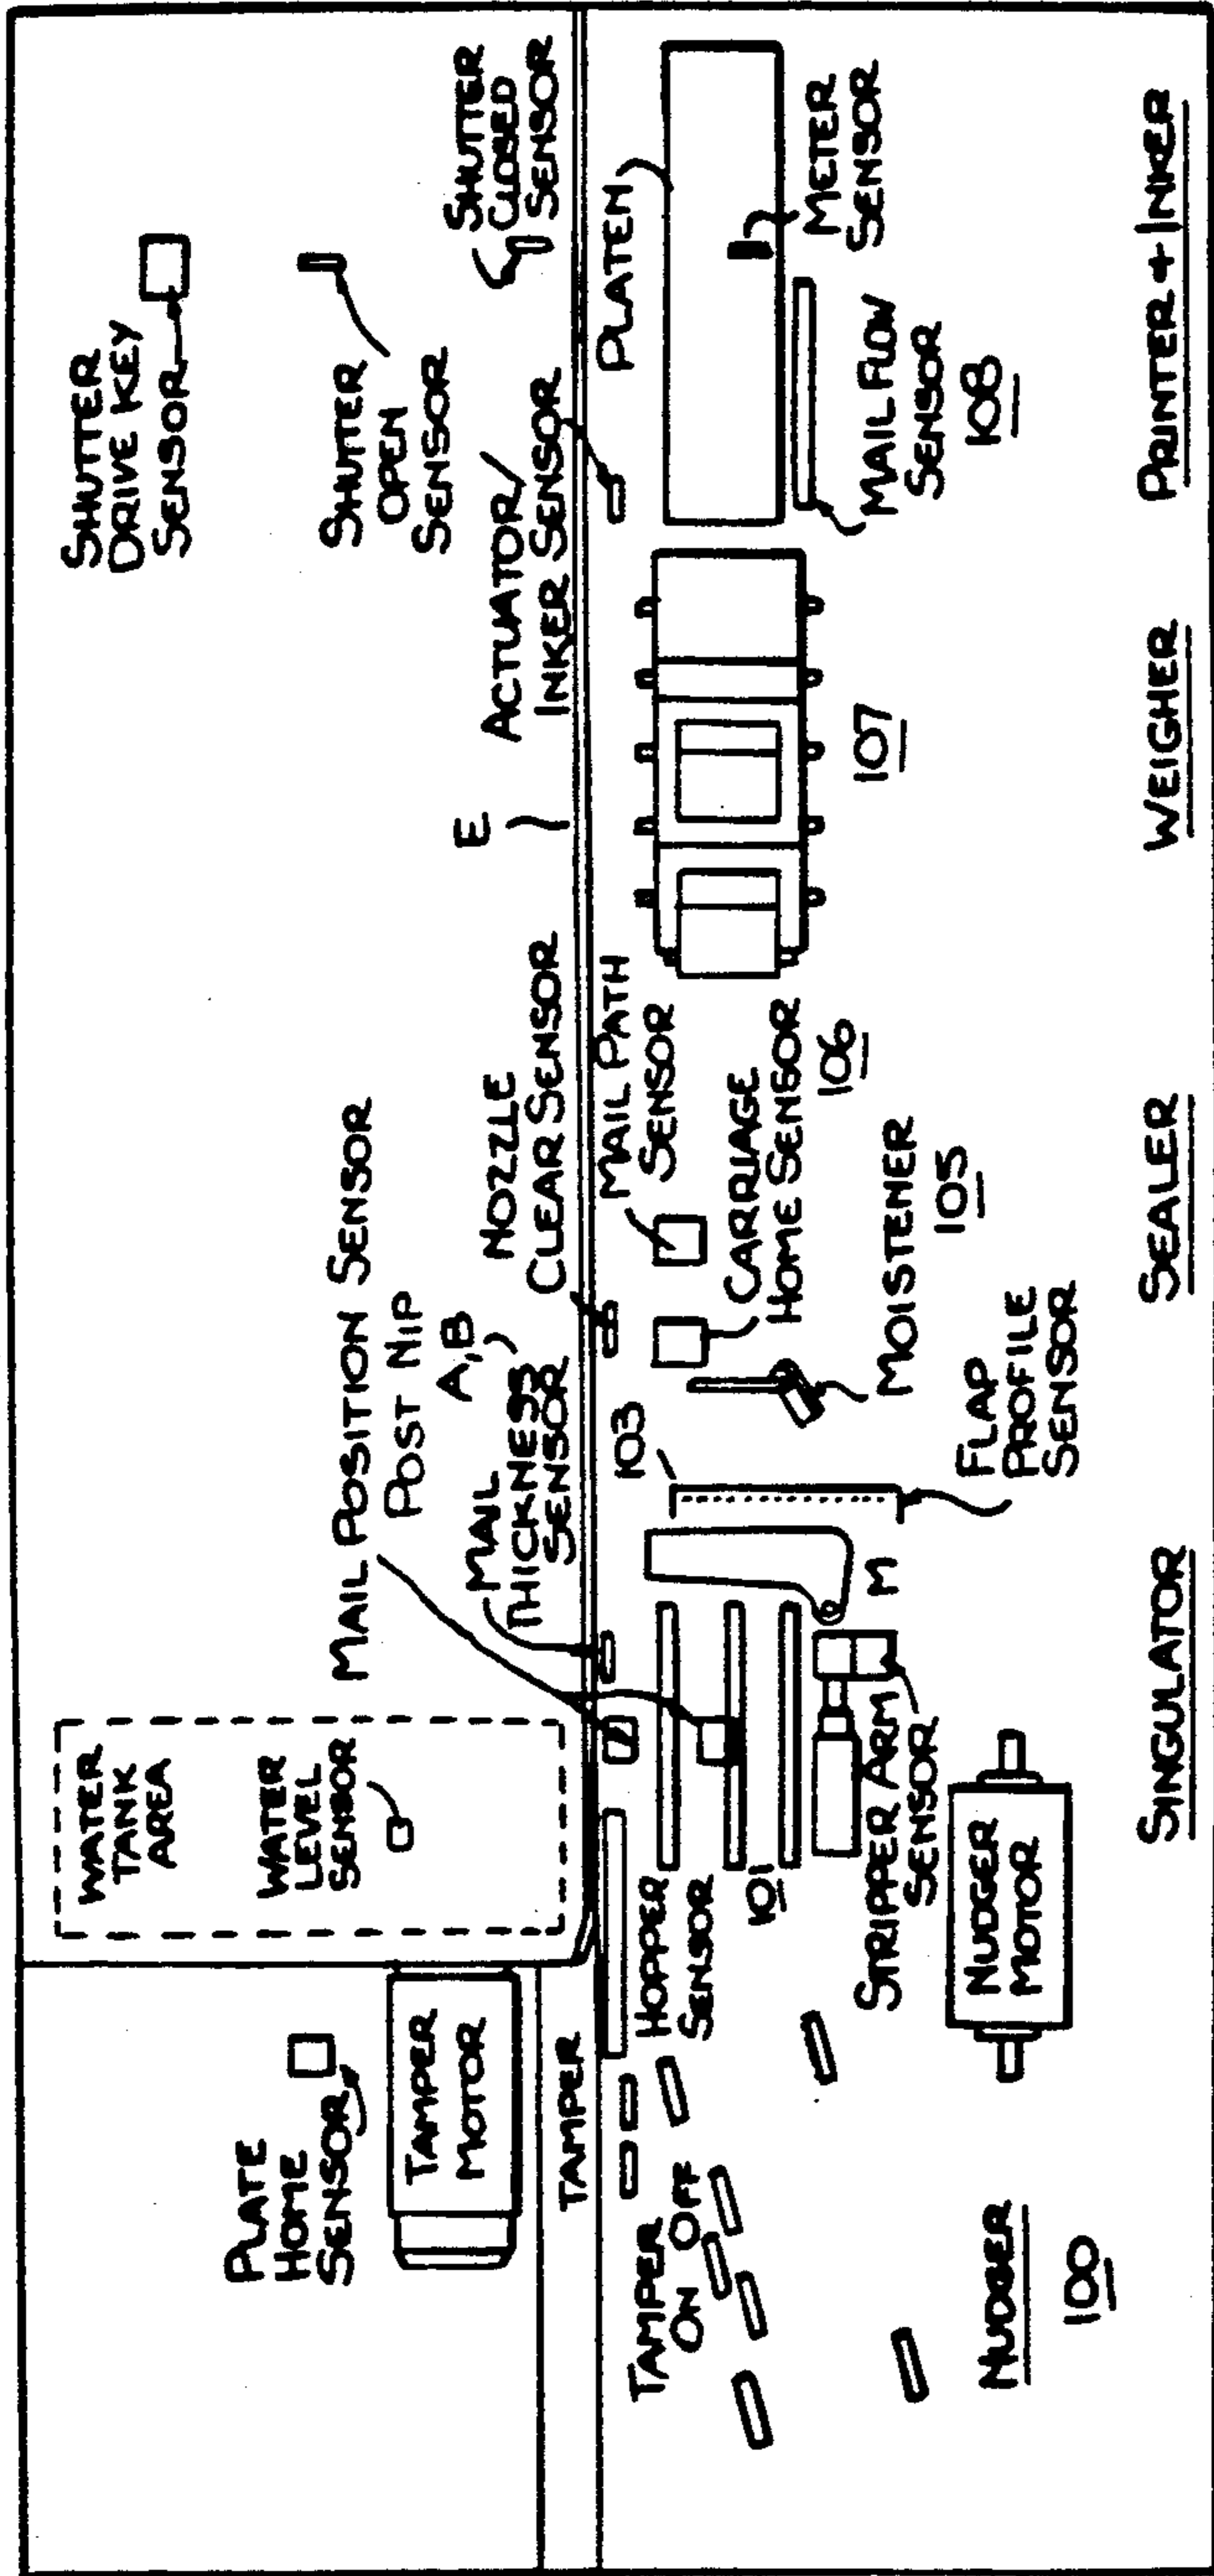 PLATE
HOME
SENSOR
TAMPER
MOTOR
TAMPER
WATER
TANK
AREA
WATER
LEVEL
SENSOR
MAIL POSITION SENSOR
POST NIP
A,B
MAIL
THICKNESS
SENSOR
NOZZLE
CLEAR SENSOR
E
ACTUATOR/
INKER SENSOR
SHUTTER
DRIVE KEY
SENSOR
SHUTTER
OPEN
SENSOR
SHUTTER
CLOSED
SENSOR
TAMPER
ON OFF
HOPPER
SENSOR
101
STRIPPER ARM
SENSOR
NUDGER
MOTOR
M
103
FLAP
PROFILE
SENSOR
MOISTENER
105
MAIL PATH
SENSOR
CARRIAGE
HOME SENSOR
106
107
PLATEN
METER
SENSOR
MAIL FLOW
SENSOR
108
NUDGER
100
SINGULATOR
SEALER
WEIGHER
PRINTER + INKER